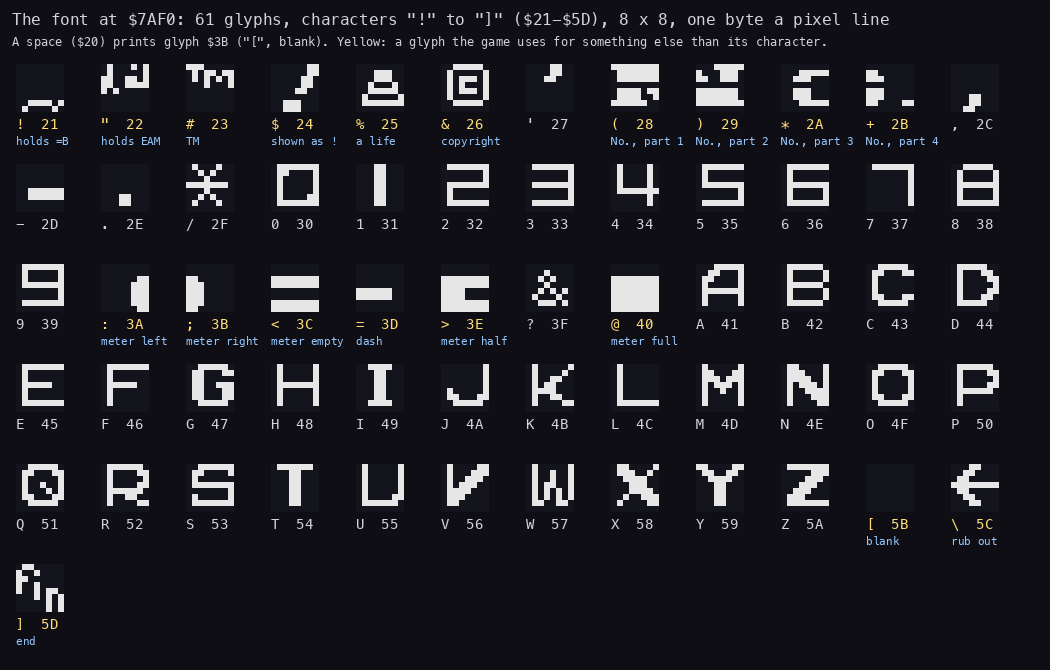 The font at $7AF0: 61 glyphs, characters "!" to "]" ($21–$5D), 8 x 8, one byte a pixel line
A space ($20) prints glyph $3B ("[", blank). Yellow: a glyph the game uses for something else than its character.
! 21 " 22 # 23 $ 24 % 25 & 26 ' 27 ( 28 ) 29 * 2A + 2B , 2C
holds =B holds EAM TM shown as ! a life copyright No., part 1 No., part 2 No., part 3 No., part 4
– 2D . 2E / 2F 0 30 1 31 2 32 3 33 4 34 5 35 6 36 7 37 8 38
9 39 : 3A ; 3B < 3C = 3D > 3E ? 3F @ 40 A 41 B 42 C 43 D 44
meter left meter right meter empty dash meter half meter full
E 45 F 46 G 47 H 48 I 49 J 4A K 4B L 4C M 4D N 4E O 4F P 50
Q 51 R 52 S 53 T 54 U 55 V 56 W 57 X 58 Y 59 Z 5A [ 5B \ 5C
blank rub out
] 5D
end